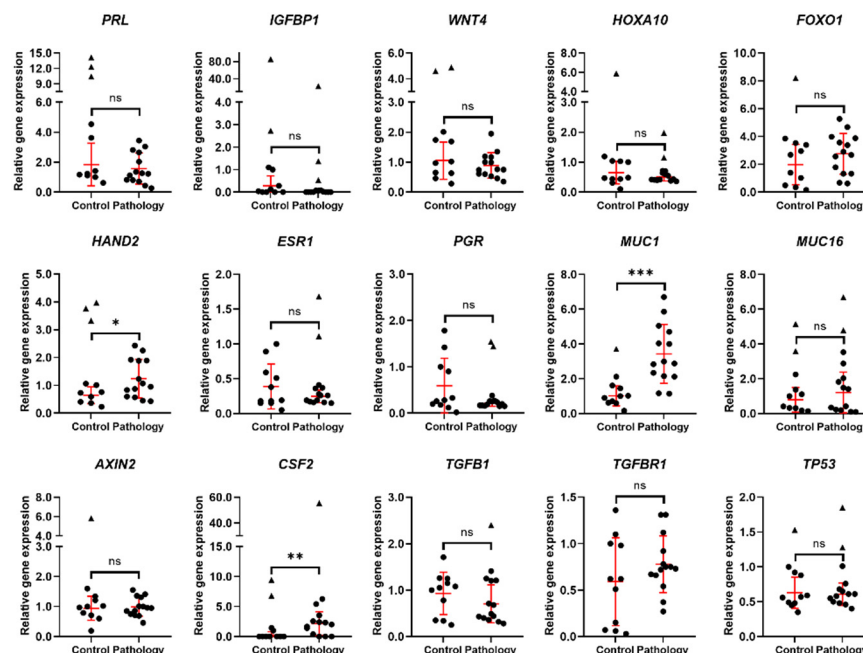 PRL IGFBP1 WNT4 HOXA10 FOXO1
Relative gene expression
15.0
12.0
9.0
6.0
4.0
2.0
0.0
ns
Control Pathology
Relative gene expression
80.0
60.0
40.0
20.0
4.0
3.0
2.0
1.0
0.0
ns
Control Pathology
Relative gene expression
6.0
4.0
3.0
2.0
1.0
0.0
ns
Control Pathology
Relative gene expression
8.0
6.0
4.0
3.0
2.0
1.0
0.0
ns
Control Pathology
Relative gene expression
10.0
8.0
6.0
4.0
2.0
0.0
ns
Control Pathology
HAND2 ESR1 PGR MUC1 MUC16
Relative gene expression
5.0
4.0
3.0
2.0
1.0
0.0
*
Control Pathology
Relative gene expression
2.0
1.5
1.0
0.5
0.0
ns
Control Pathology
Relative gene expression
3.0
2.0
1.0
0.0
ns
Control Pathology
Relative gene expression
8.0
6.0
4.0
2.0
0.0
***
Control Pathology
Relative gene expression
8.0
6.0
4.0
2.0
0.0
ns
Control Pathology
AXIN2 CSF2 TGFB1 TGFBR1 TP53
Relative gene expression
8.0
6.0
4.0
3.0
2.0
1.0
0.0
ns
Control Pathology
Relative gene expression
60.0
40.0
20.0
10.0
5.0
0.0
**
Control Pathology
Relative gene expression
3.0
2.0
1.0
0.0
ns
Control Pathology
Relative gene expression
1.5
1.0
0.5
0.0
ns
Control Pathology
Relative gene expression
2.0
1.5
1.0
0.5
0.0
ns
Control Pathology